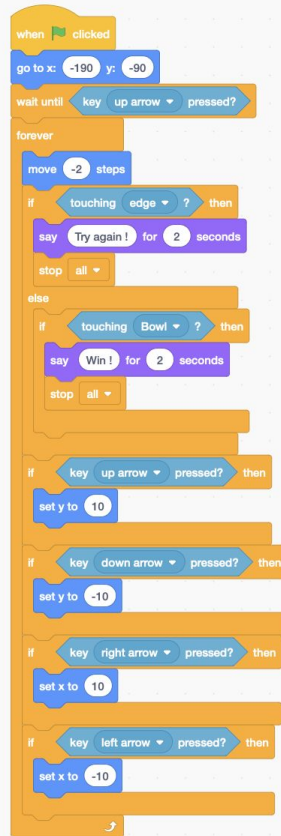 when clicked
go to x: -190 y: -90
wait until key up arrow pressed?
forever
move -2 steps
if touching edge ? then
say Try again ! for 2 seconds
stop all
else
if touching Bowl ? then
say Win ! for 2 seconds
stop all
if key up arrow pressed? then
set y to 10
if key down arrow pressed? then
set y to -10
if key right arrow pressed? then
set x to 10
if key left arrow pressed? then
set x to -10